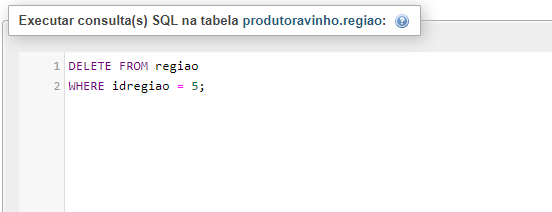 Executar consulta(s) SQL na tabela produtoravinho.regiao:
1 DELETE FROM regiao
2 WHERE idregiao = 5;